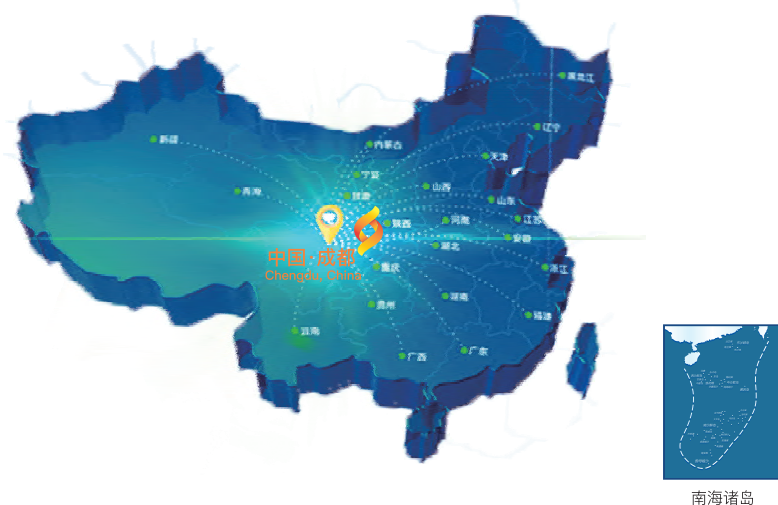 黑龙江
辽宁
新疆
内蒙古
天津
宁夏
青海
甘肃
山西
山东
陕西
河南
江苏
安徽
湖北
中国·成都
Chengdu, China
重庆
浙江
贵州
湖南
福建
云南
广西
广东
南海诸岛